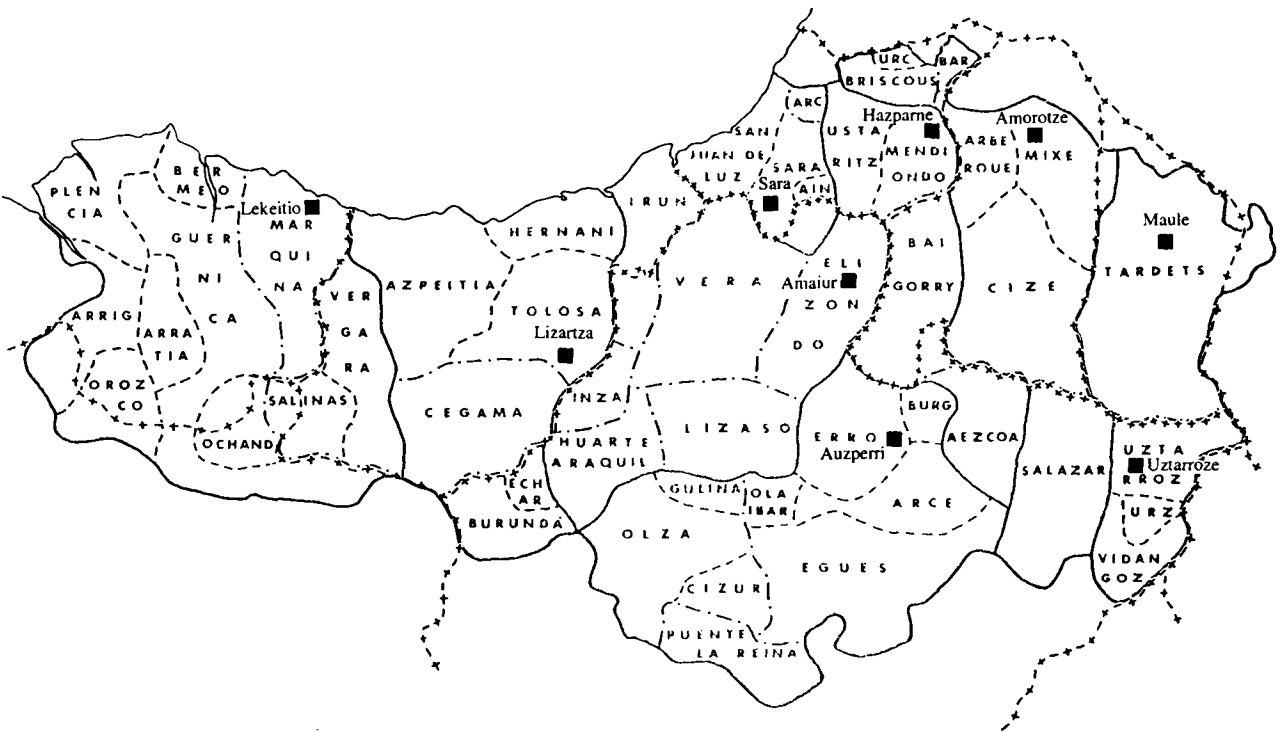 URC
BAR
BRISCOUS
ARC
Hazparne
Amorotze
SAN
JUAN DE
LUZ
USTA
RITZ
MENDI
ONDO
ARBE
ROUE
MIXE
BER
MEO
PLEN
CIA
SARA
Sara
AIN
Lekeitio
MAR
QUI
NA
IRUN
HERNANI
Maule
TARDETS
GUER
NI
CA
BAI
GORRY
CIZE
VERA
ELI
ZON
DO
Amaiur
VER
GA
RA
AZPEITIA
TOLOSA
Lizartza
ARRIG
ARRA
TIA
OROZ
CO
SALINAS
OCHAND
CEGAMA
INZA
LIZASO
BURG
ERRO
Auzperri
AEZCOA
HUARTE
ARAQUIL
SALAZAR
UZTA
RROZ
Uztarroze
ECH
AR
GULINA
OLA
IBAR
ARCE
URZ
BURUNDA
OLZA
EGUES
VIDAN
GOZ
CIZUR
PUENTE
LA REINA